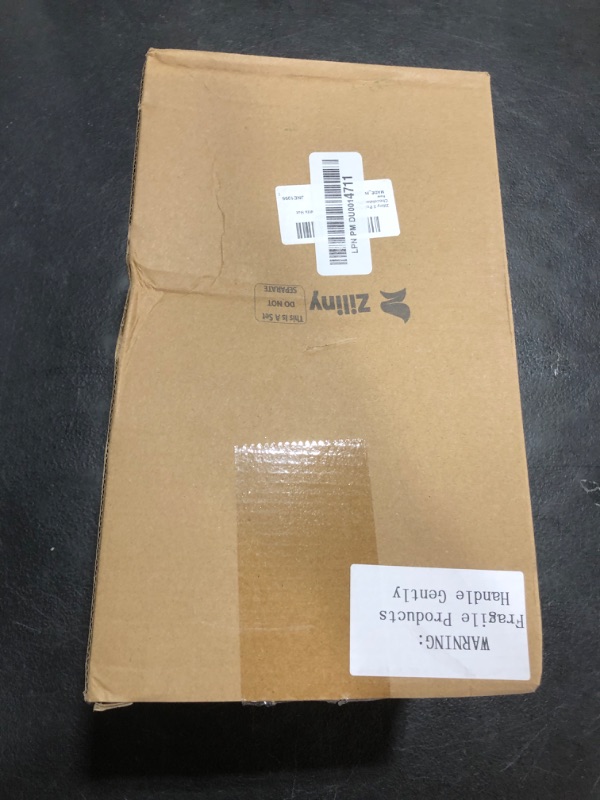 WARNING:
Fragile Products
Handle Gently
Ziliny
This is A Set
DO NOT
SEPARATE
LPN PM DU0014711